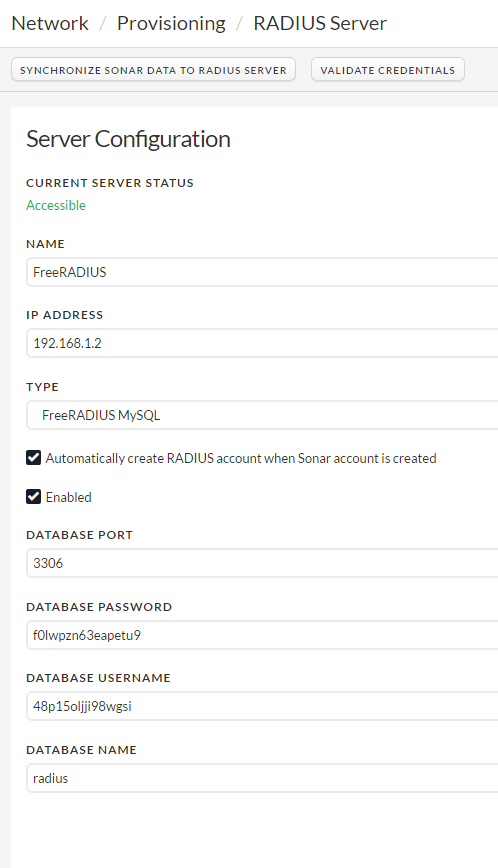 Network / Provisioning / RADIUS Server
SYNCHRONIZE SONAR DATA TO RADIUS SERVER VALIDATE CREDENTIALS
Server Configuration
CURRENT SERVER STATUS
Accessible
NAME
FreeRADIUS
IP ADDRESS
192.168.1.2
TYPE
FreeRADIUS MySQL
Automatically create RADIUS account when Sonar account is created
Enabled
DATABASE PORT
3306
DATABASE PASSWORD
f0lwpzn63eapetu9
DATABASE USERNAME
48p15oljji98wgsi
DATABASE NAME
radius